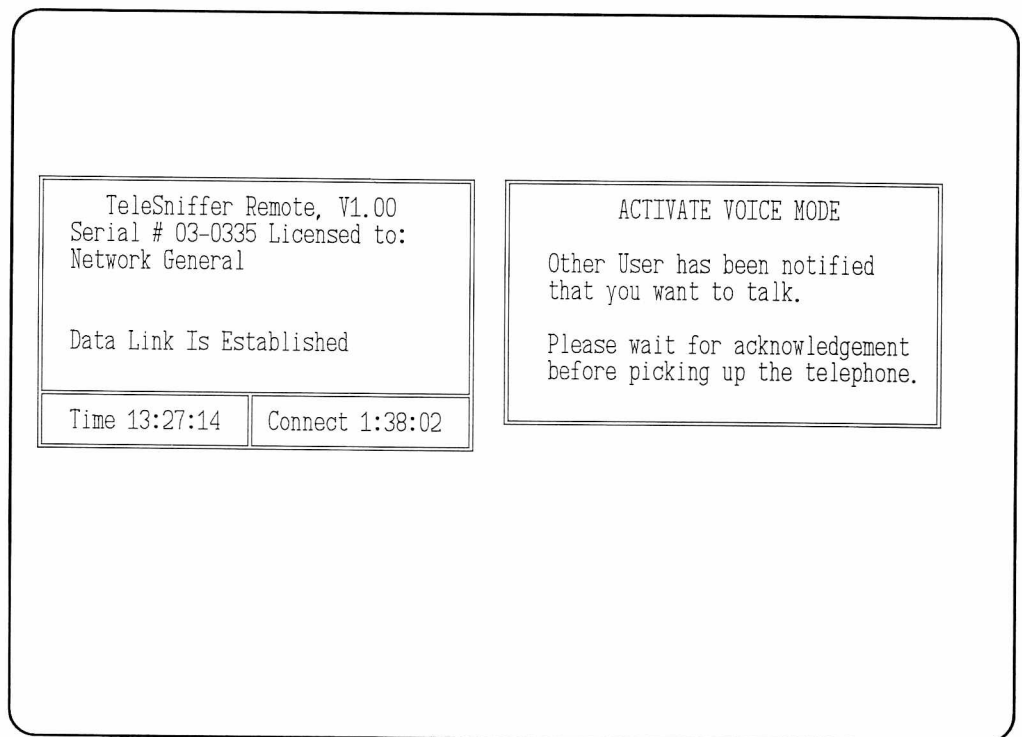 TeleSniffer Remote, V1.00
Serial # 03-0335 Licensed to:
Network General
Data Link Is Established
Time 13:27:14
Connect 1:38:02
ACTIVATE VOICE MODE
Other User has been notified
that you want to talk.
Please wait for acknowledgement
before picking up the telephone.